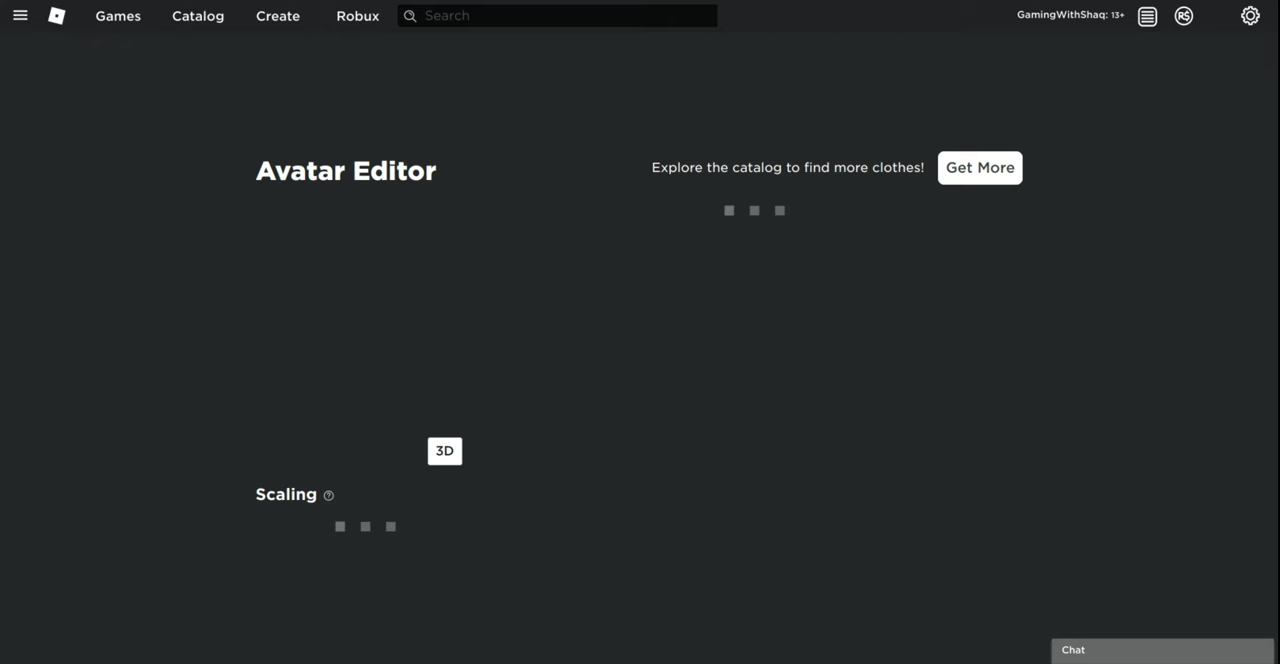 Games Catalog Create Robux Search GamingWithShaq: 13+ R$
Avatar Editor Explore the catalog to find more clothes! Get More
3D
Scaling ?
Chat